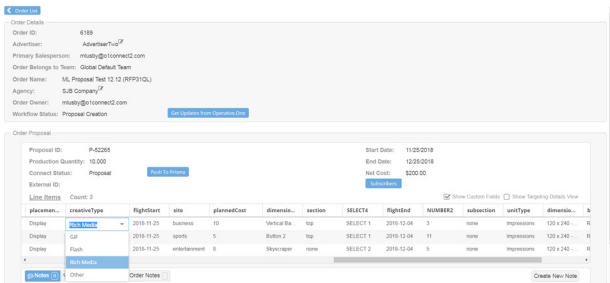 Order List
Order Details
Order ID: 6189
Advertiser: AdvertiserTwo
Primary Salesperson: mlusby@o1connect2.com
Order Belongs to Team: Global Default Team
Order Name: ML Proposal Test 12.12 (RFP31QL)
Agency: SJB Company
Order Owner: mlusby@o1connect2.com
Workflow Status: Proposal Creation Get Updates from Operative.One
Order Proposal
Proposal ID: P-52265 Start Date: 11/25/2018
Production Quantity: 10.000 End Date: 12/25/2018
Connect Status: Proposal Push To Prisma Net Cost: $200.00
External ID: Subscribers
Line Items Count: 3 Show Custom Fields Show Targeting Details View
placemen... creativeType flightStart site plannedCost dimensio... section SELECT4 flightEnd NUMBER2 subsection unitType dimensio...
Display Rich Media 2018-11-25 business 10 Vertical Ba... top SELECT 1 2018-12-04 3 none Impressions 120 x 240 -...
Display GIF 2018-11-25 sports 5 Button 2 top SELECT 1 2018-12-04 11 none Impressions 120 x 240 -...
Flash
Display Rich Media 2018-11-25 entertainment 8 Skyscraper none SELECT 2 2018-12-04 5 none Impressions 120 x 240 -...
Notes 0 Other Order Notes Create New Note